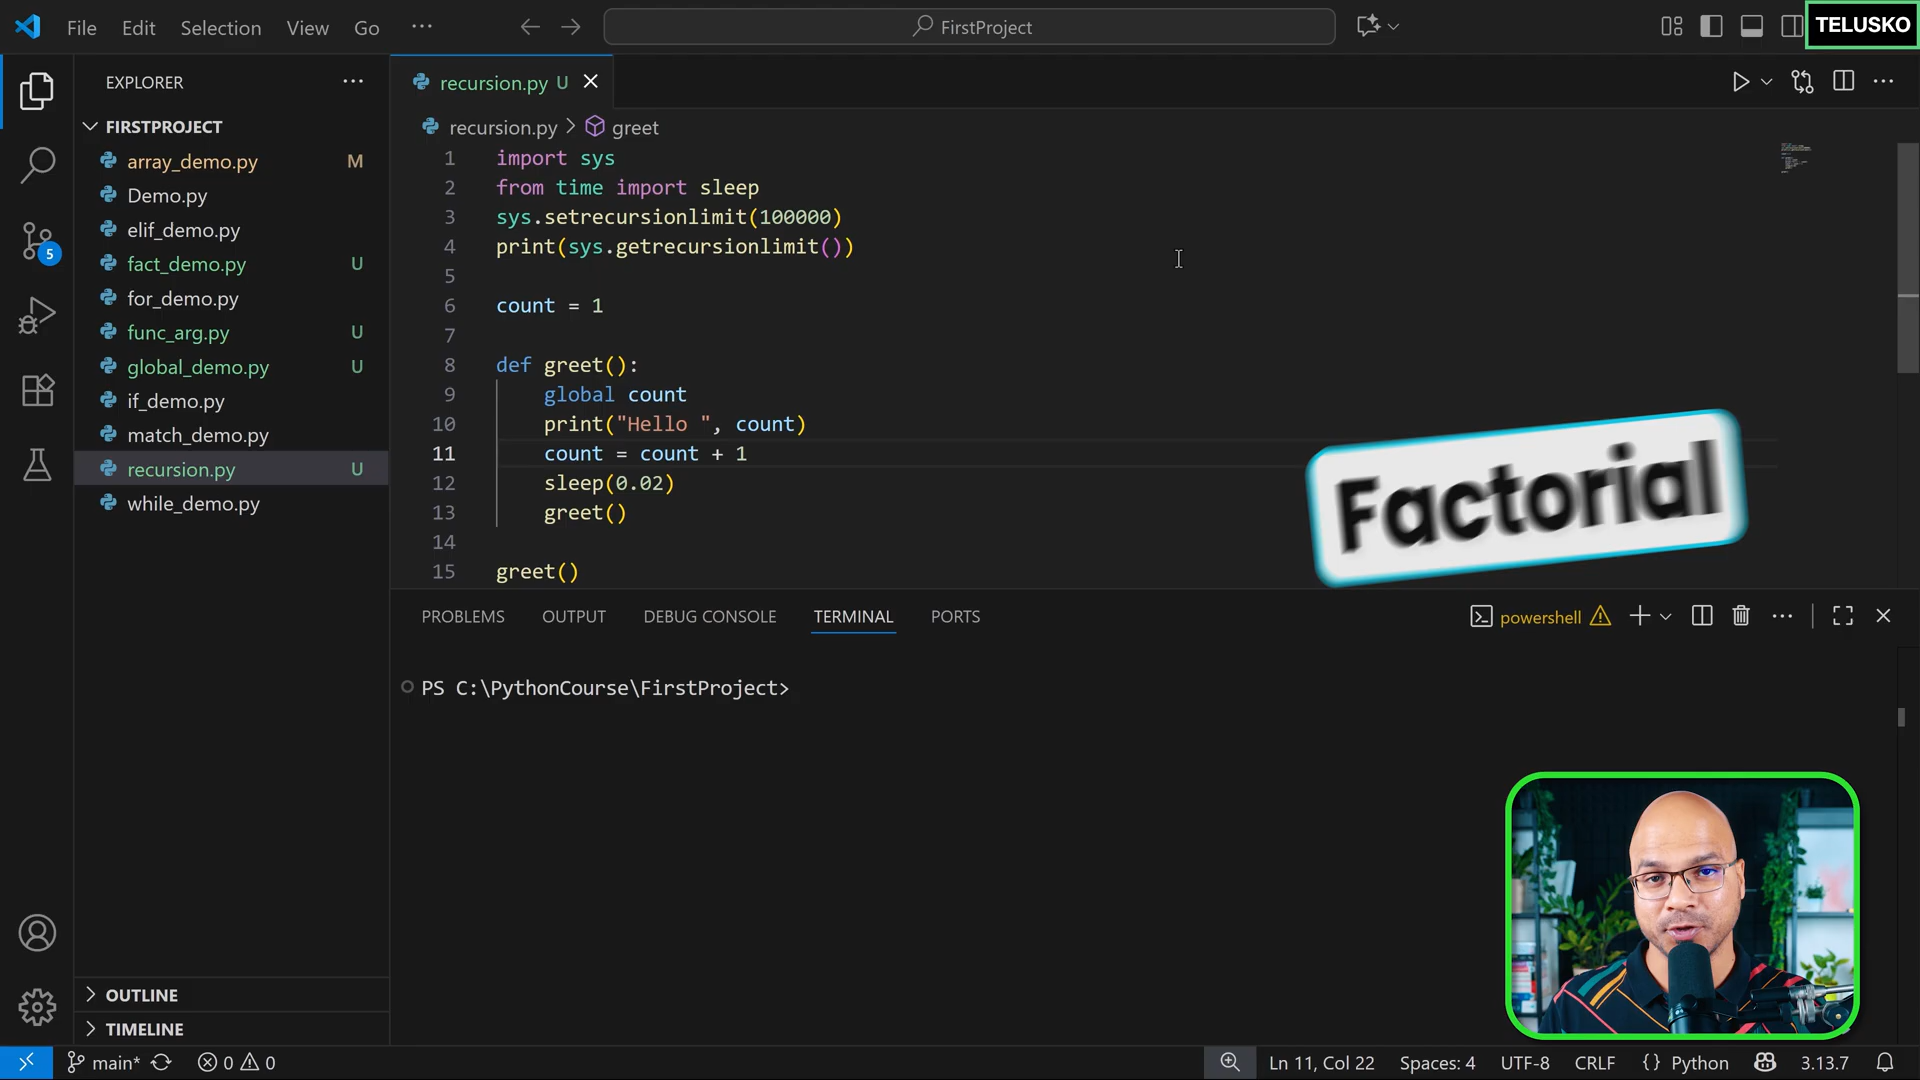 File Edit Selection View Go ... FirstProject TELUSKO
EXPLORER
FIRSTPROJECT
array_demo.py M
Demo.py
elif_demo.py
fact_demo.py U
for_demo.py
func_arg.py U
global_demo.py U
if_demo.py
match_demo.py
recursion.py U
while_demo.py
OUTLINE
TIMELINE
5
recursion.py U
recursion.py > greet
1 import sys
2 from time import sleep
3 sys.setrecursionlimit(100000)
4 print(sys.getrecursionlimit())
5
6 count = 1
7
8 def greet():
9 global count
10 print("Hello ", count)
11 count = count + 1
12 sleep(0.02)
13 greet()
14
15 greet()
Factorial
PROBLEMS OUTPUT DEBUG CONSOLE TERMINAL PORTS powershell
PS C:\PythonCourse\FirstProject>
main* 0 0 Ln 11, Col 22 Spaces: 4 UTF-8 CRLF {} Python 3.13.7